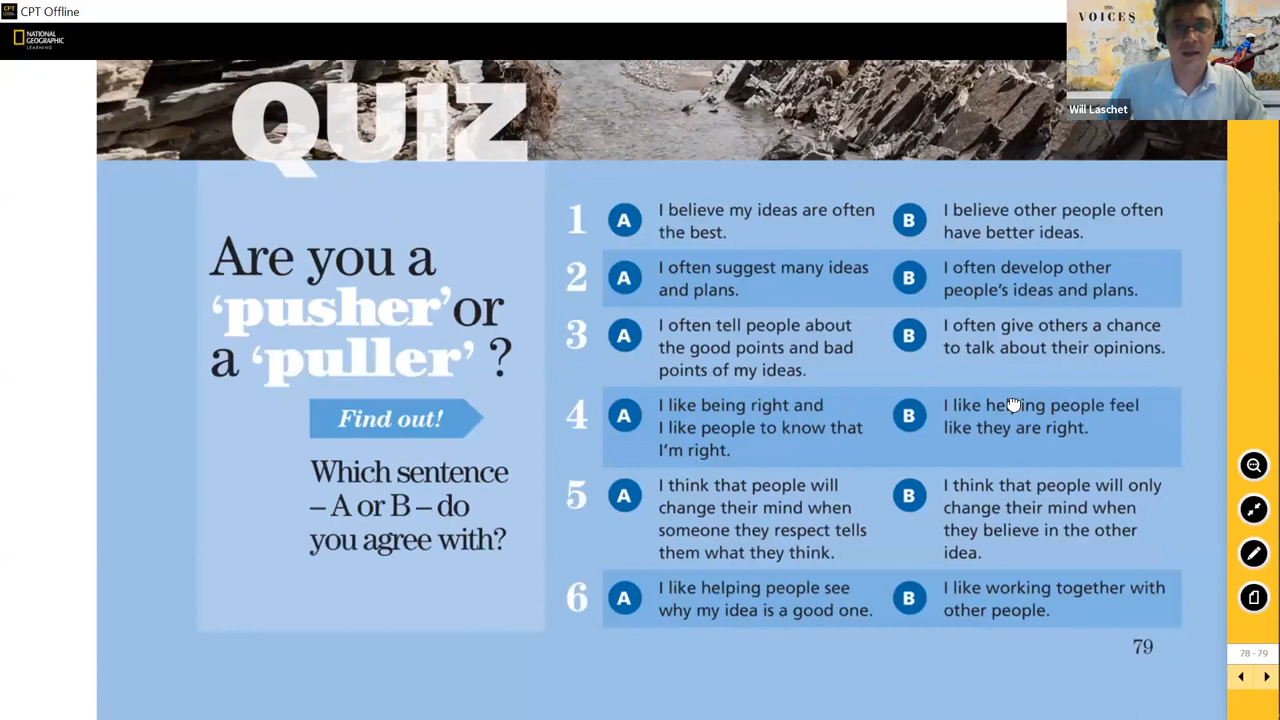 CPT
CPT Offline
NATIONAL
GEOGRAPHIC
LEARNING
VOICES
Will Laschet
QUIZ
Are you a
‘pusher’ or
a ‘puller’ ?
Find out!
Which sentence
– A or B – do
you agree with?
1
A
I believe my ideas are often
the best.
B
I believe other people often
have better ideas.
2
A
I often suggest many ideas
and plans.
B
I often develop other
people's ideas and plans.
3
A
I often tell people about
the good points and bad
points of my ideas.
B
I often give others a chance
to talk about their opinions.
4
A
I like being right and
I like people to know that
I'm right.
B
I like helping people feel
like they are right.
5
A
I think that people will
change their mind when
someone they respect tells
them what they think.
B
I think that people will only
change their mind when
they believe in the other
idea.
6
A
I like helping people see
why my idea is a good one.
B
I like working together with
other people.
79
78 - 79